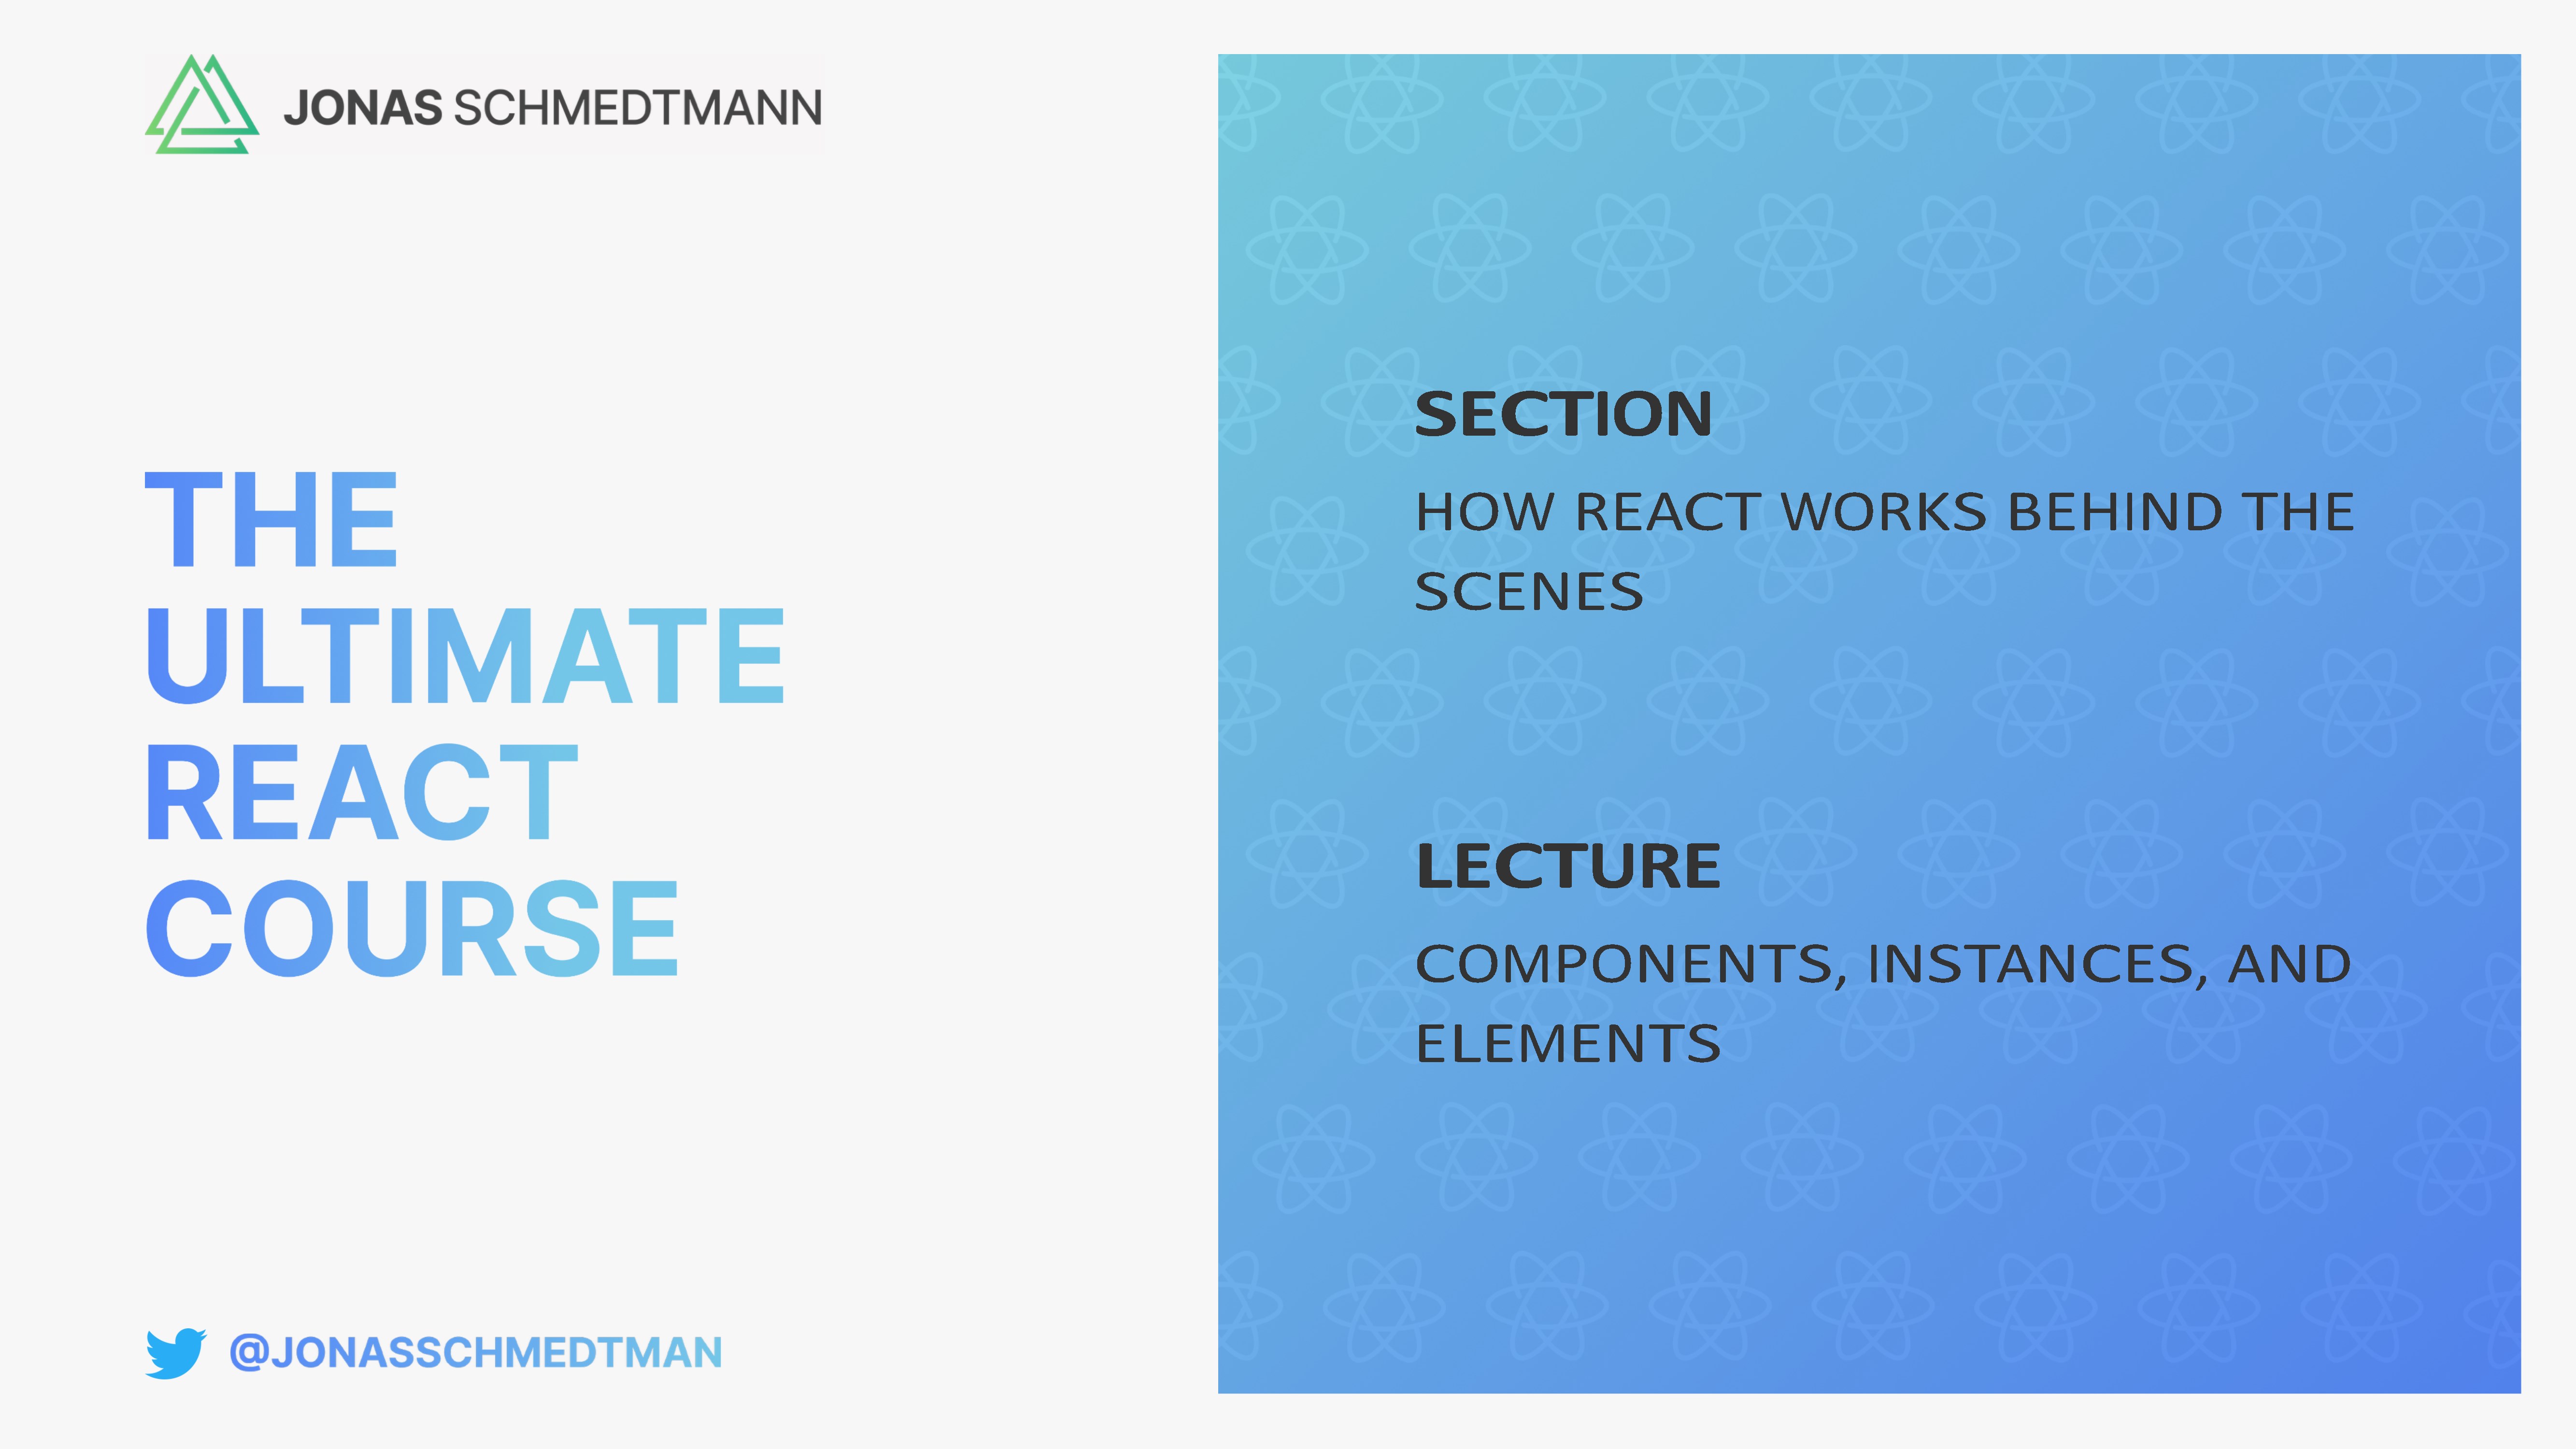 JONAS SCHMEDTMANN
THE
ULTIMATE
REACT
COURSE
@JONASSCHMEDTMAN
SECTION
HOW REACT WORKS BEHIND THE
SCENES
LECTURE
COMPONENTS, INSTANCES, AND
ELEMENTS